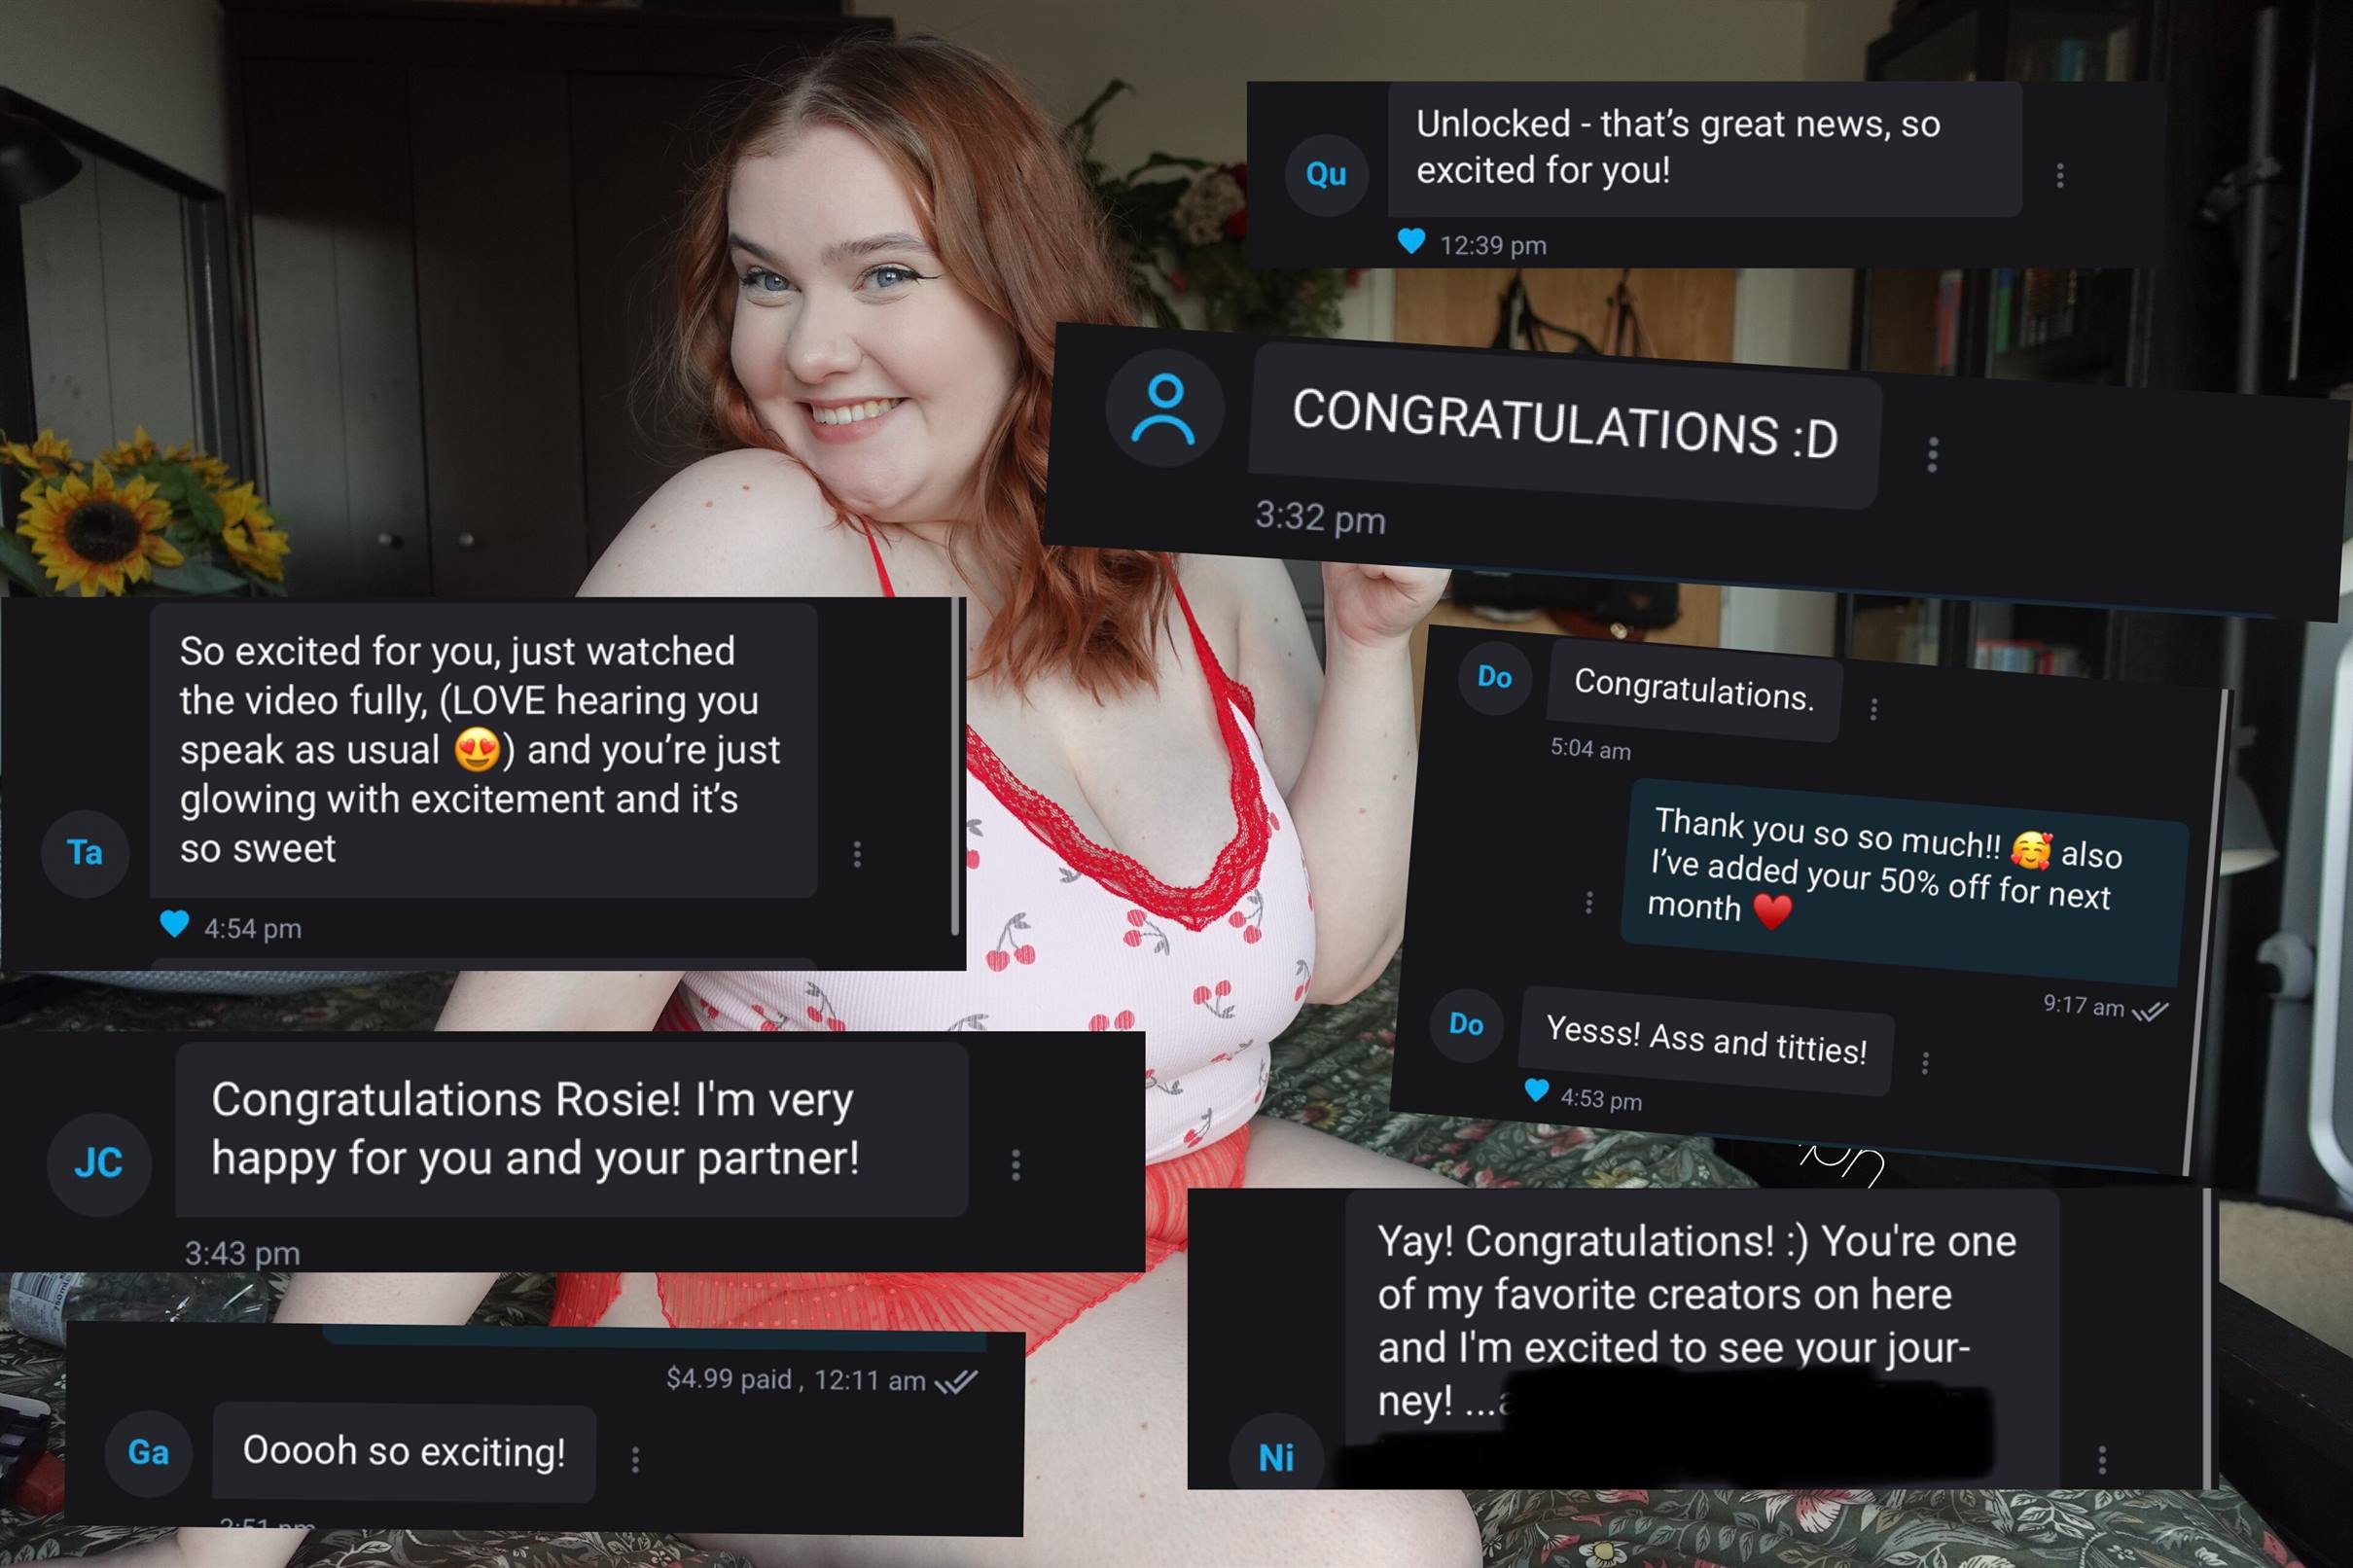 Unlocked - that's great news, so
excited for you!
Qu
12:39 pm
CONGRATULATIONS :D
3:32 pm
So excited for you, just watched
the video fully, (LOVE hearing you
speak as usual 😍) and you're just
glowing with excitement and it's
so sweet
Ta
4:54 pm
Do
Congratulations.
5:04 am
Thank you so so much!! 🥰 also
I've added your 50% off for next
month ♥️
9:17 am
Do
Yesss! Ass and titties!
4:53 pm
Congratulations Rosie! I'm very
happy for you and your partner!
JC
3:43 pm
Yay! Congratulations! :) You're one
of my favorite creators on here
and I'm excited to see your jour-
ney! ...
Ni
$4.99 paid, 12:11 am
Ga
Ooooh so exciting!